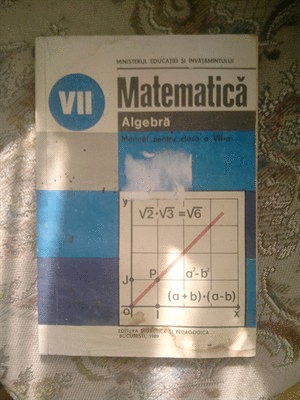 MINISTERUL EDUCAȚIEI ȘI ÎNVĂȚĂMÎNTULUI
VII
Matematică
Algebră
Manual pentru clasa a VII-a
y
√2·√3=√6
J
P
a²-b²
(a+b)·(a-b)
O
I
x
EDITURA DIDACTICĂ ȘI PEDAGOGICĂ
BUCUREȘTI,